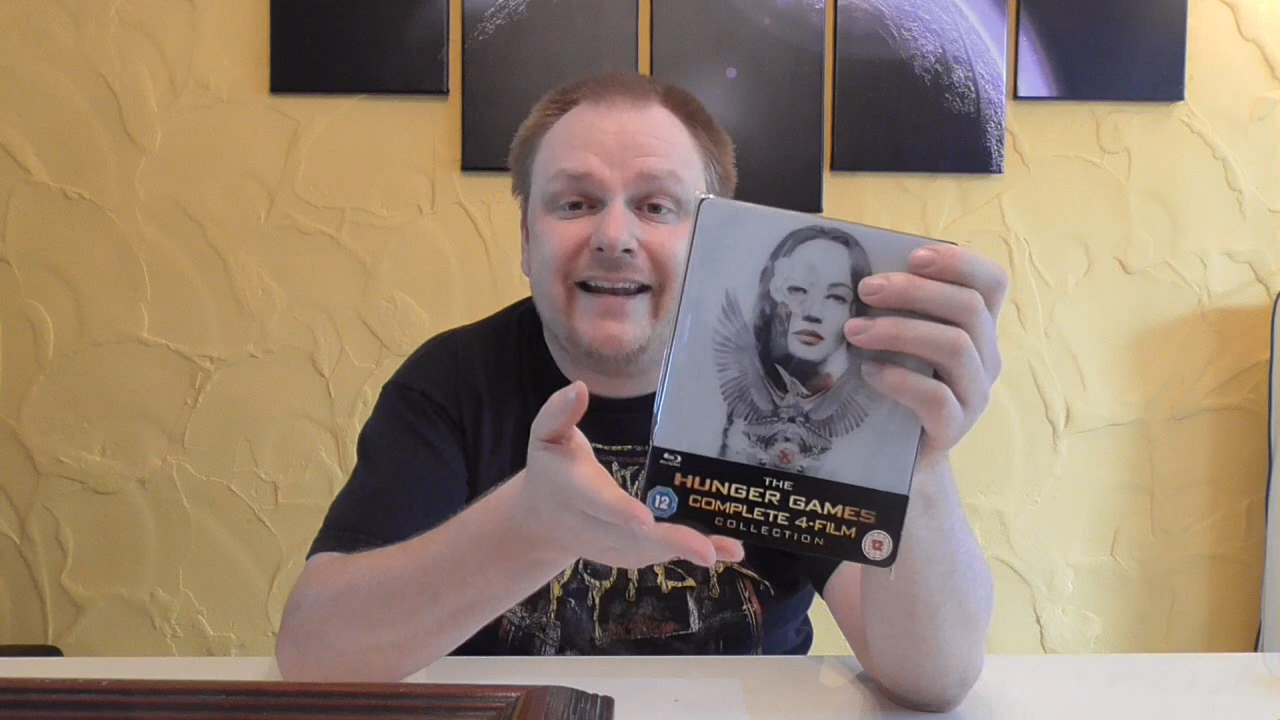 THE
HUNGER GAMES
COMPLETE 4-FILM
COLLECTION
12
12